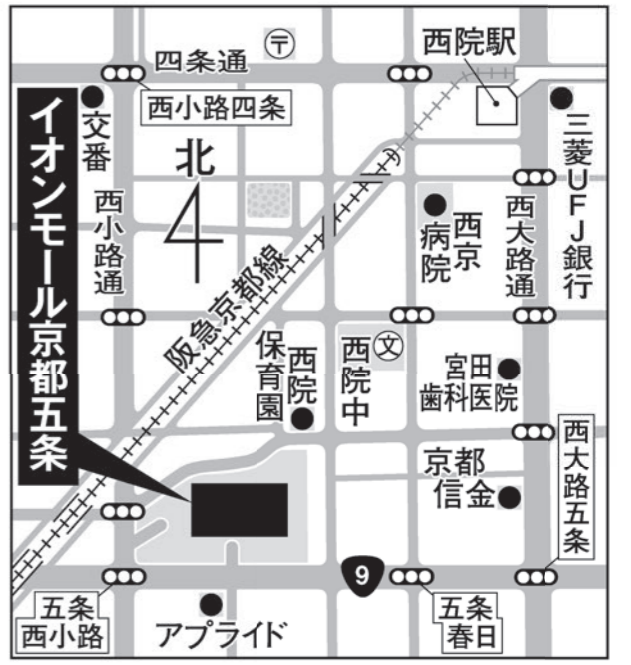 四条通
〒
西院駅
西小路四条
交番
三菱UFJ銀行
イオンモール京都五条
北
西小路通
西京
病院
西大路通
阪急京都線
西院
保育園
西院中
文
宮田
歯科医院
京都
信金
西大路五条
9
五条
西小路
アプライド
五条
春日